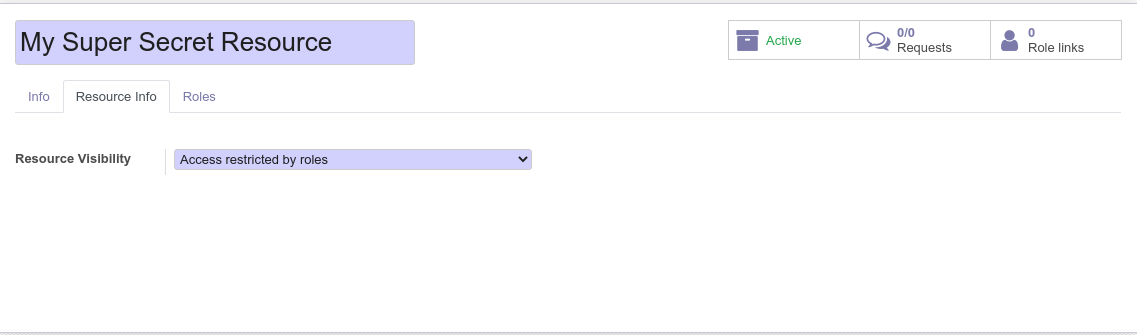 My Super Secret Resource
Active
0/0
Requests
0
Role links
Info
Resource Info
Roles
Resource Visibility
Access restricted by roles